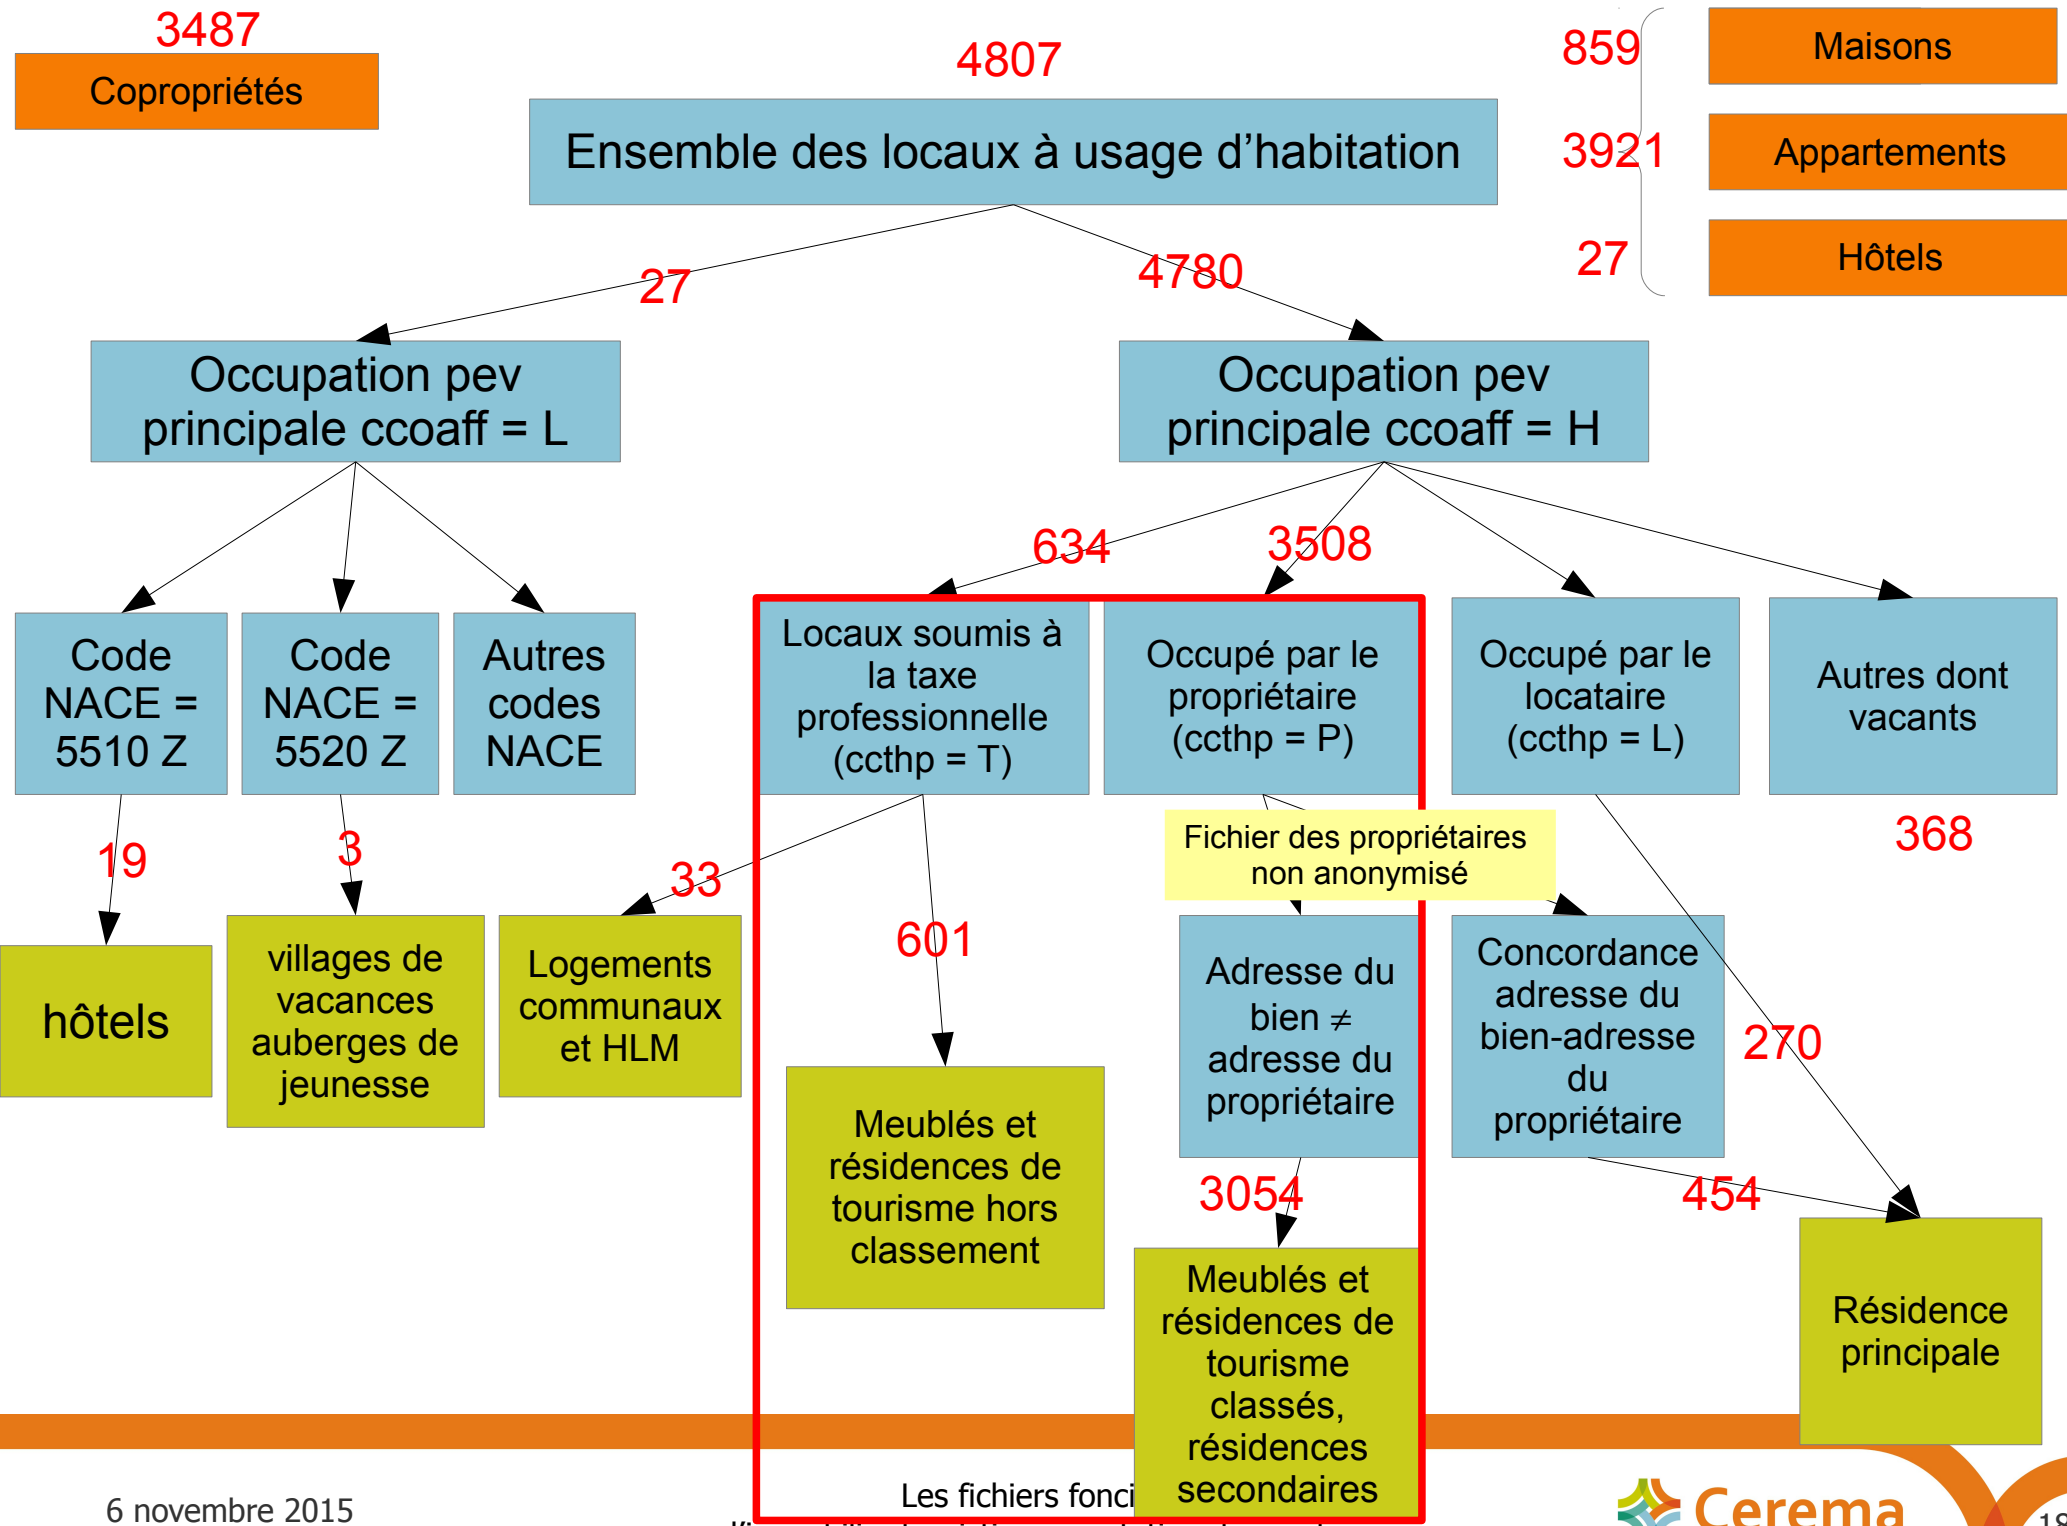 3487
Copropriétés
4807
Ensemble des locaux à usage d’habitation
859
Maisons
3921
Appartements
27
Hôtels
27
4780
Occupation pev
principale ccoaff = L
Occupation pev
principale ccoaff = H
634
3508
Code
NACE =
5510 Z
Code
NACE =
5520 Z
Autres
codes
NACE
Locaux soumis à
la taxe
professionnelle
(ccthp = T)
Occupé par le
propriétaire
(ccthp = P)
Occupé par le
locataire
(ccthp = L)
Autres dont
vacants
368
19
3
33
601
Fichier des propriétaires
non anonymisé
hôtels
villages de
vacances
auberges de
jeunesse
Logements
communaux
et HLM
Meublés et
résidences de
tourisme hors
classement
Adresse du
bien ≠
adresse du
propriétaire
Concordance
adresse du
bien-adresse
du
propriétaire
270
3054
454
Meublés et
résidences de
tourisme
classés,
résidences
secondaires
Résidence
principale
6 novembre 2015
Les fichiers fonci
Cerema
18